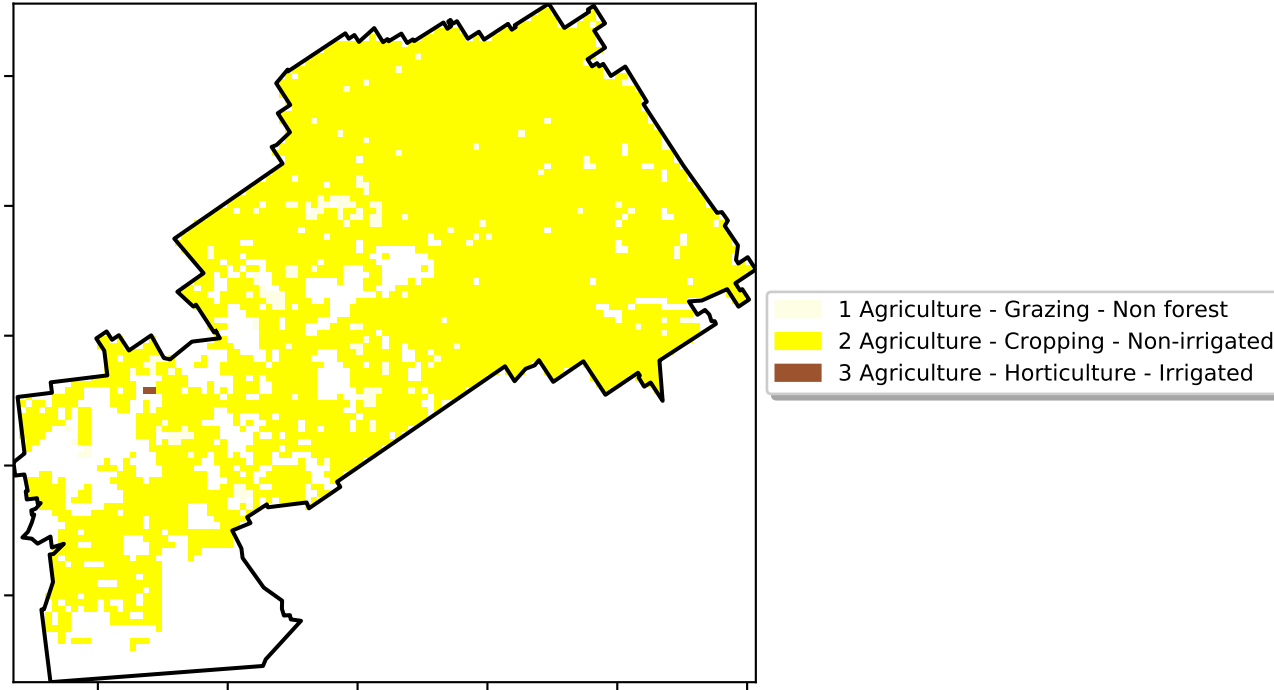 1 Agriculture - Grazing - Non forest
2 Agriculture - Cropping - Non-irrigated
3 Agriculture - Horticulture - Irrigated